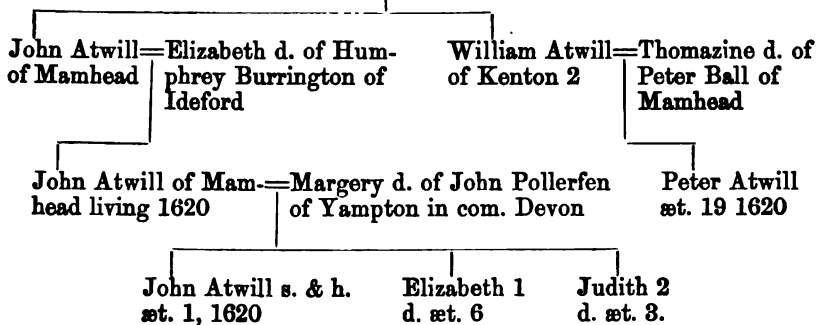 John Atwill=Elizabeth d. of Hum-
of Mamhead
phrey Burrington of
Ideford
William Atwill=Thomazine d. of
of Kenton 2
Peter Ball of
Mamhead
John Atwill of Mam-=Margery d. of John Pollerfen
head living 1620
of Yampton in com. Devon
Peter Atwill
æt. 19 1620
John Atwill s. & h.
æt. 1, 1620
Elizabeth 1
d. æt. 6
Judith 2
d. æt. 3.